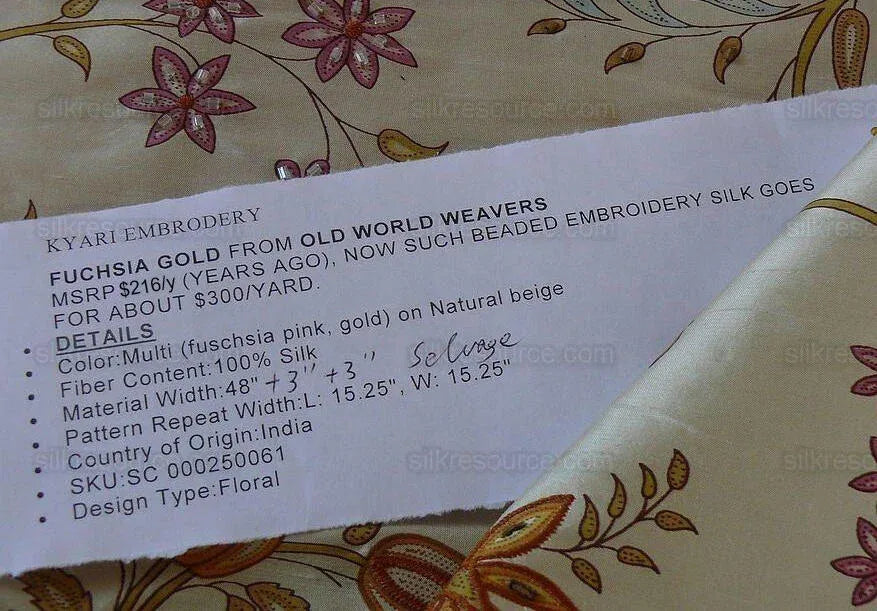 KYARI EMBRODERY
FUCHSIA GOLD FROM OLD WORLD WEAVERS
MSRP $216/y (YEARS AGO), NOW SUCH BEADED EMBROIDERY SILK GOES
FOR ABOUT $300/YARD.
DETAILS
Color:Multi (fuschsia pink, gold) on Natural beige
Fiber Content:100% Silk
Material Width:48" +3" +3" Selvage
Pattern Repeat Width:L: 15.25", W: 15.25"
Country of Origin:India
SKU:SC 000250061
Design Type:Floral
silkresource.com